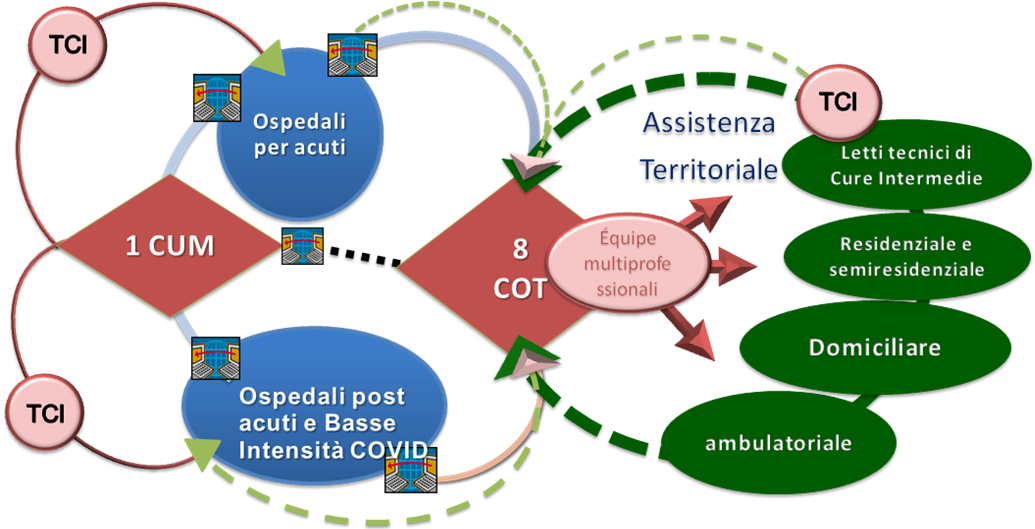 TCI
Ospedali
per acuti
1 CUM
TCI
Ospedali post
acuti e Basse
Intensità COVID
8
COT
Équipe
multiprofe
ssionali
Assistenza
Territoriale
TCI
Letti tecnici di
Cure Intermedie
Residenziale e
semiresidenziale
Domiciliare
ambulatoriale